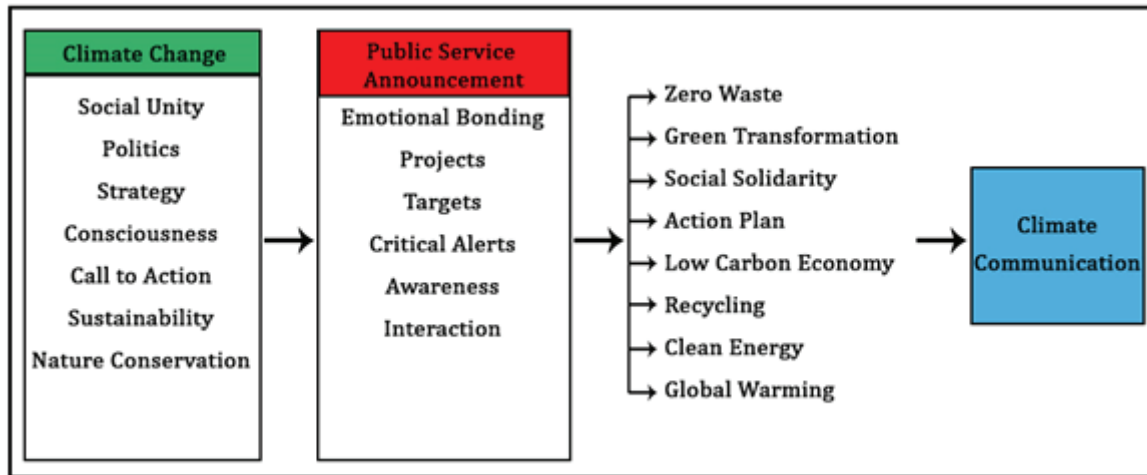 Climate Change
Social Unity
Politics
Strategy
Consciousness
Call to Action
Sustainability
Nature Conservation
Public Service
Announcement
Emotional Bonding
Projects
Targets
Critical Alerts
Awareness
Interaction
Zero Waste
Green Transformation
Social Solidarity
Action Plan
Low Carbon Economy
Recycling
Clean Energy
Global Warming
Climate
Communication